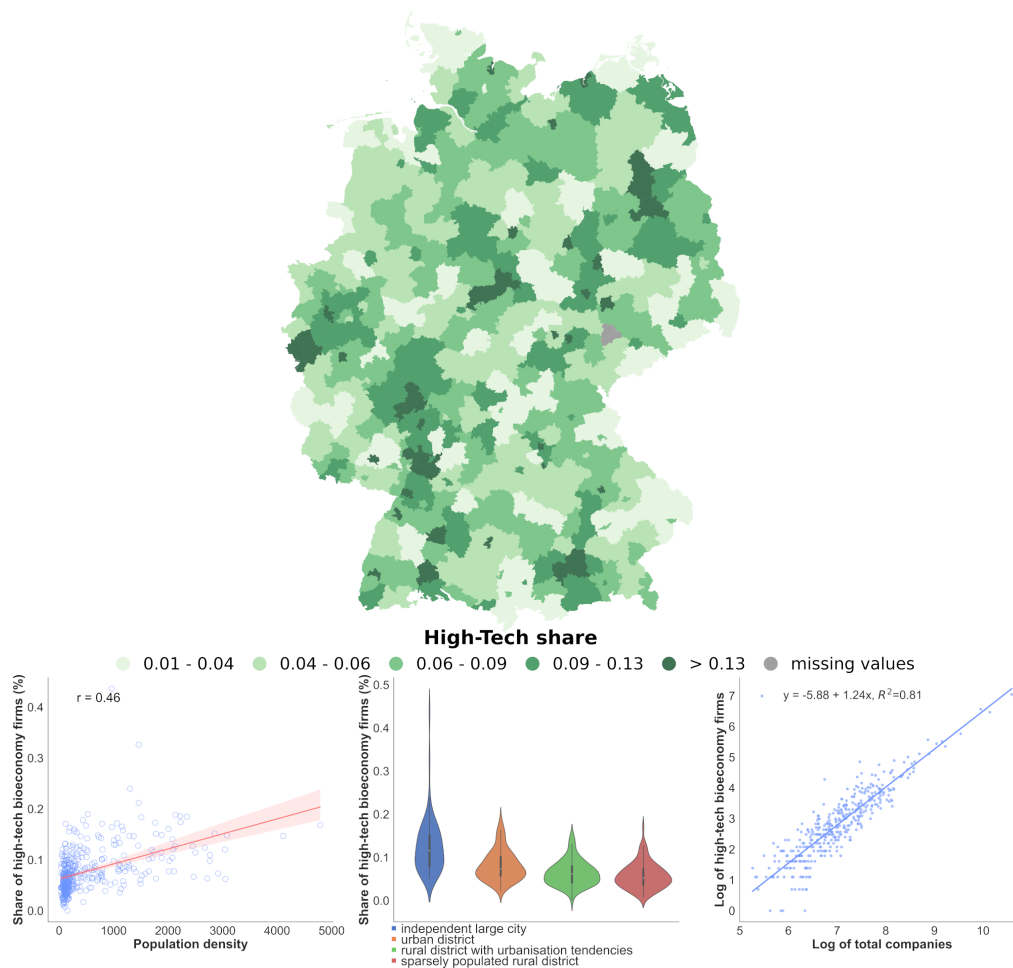 High-Tech share
0.01 - 0.04 0.04 - 0.06 0.06 - 0.09 0.09 - 0.13 > 0.13 missing values
Share of high-tech bioeconomy firms (%)
r = 0.46
0.4
0.3
0.2
0.1
0.0
0 1000 2000 3000 4000 5000
Population density
Share of high-tech bioeconomy firms (%)
0.5
0.4
0.3
0.2
0.1
0.0
independent large city
urban district
rural district with urbanisation tendencies
sparsely populated rural district
Log of high-tech bioeconomy firms
y = -5.88 + 1.24x, R²=0.81
7
6
5
4
3
2
1
0
5 6 7 8 9 10
Log of total companies